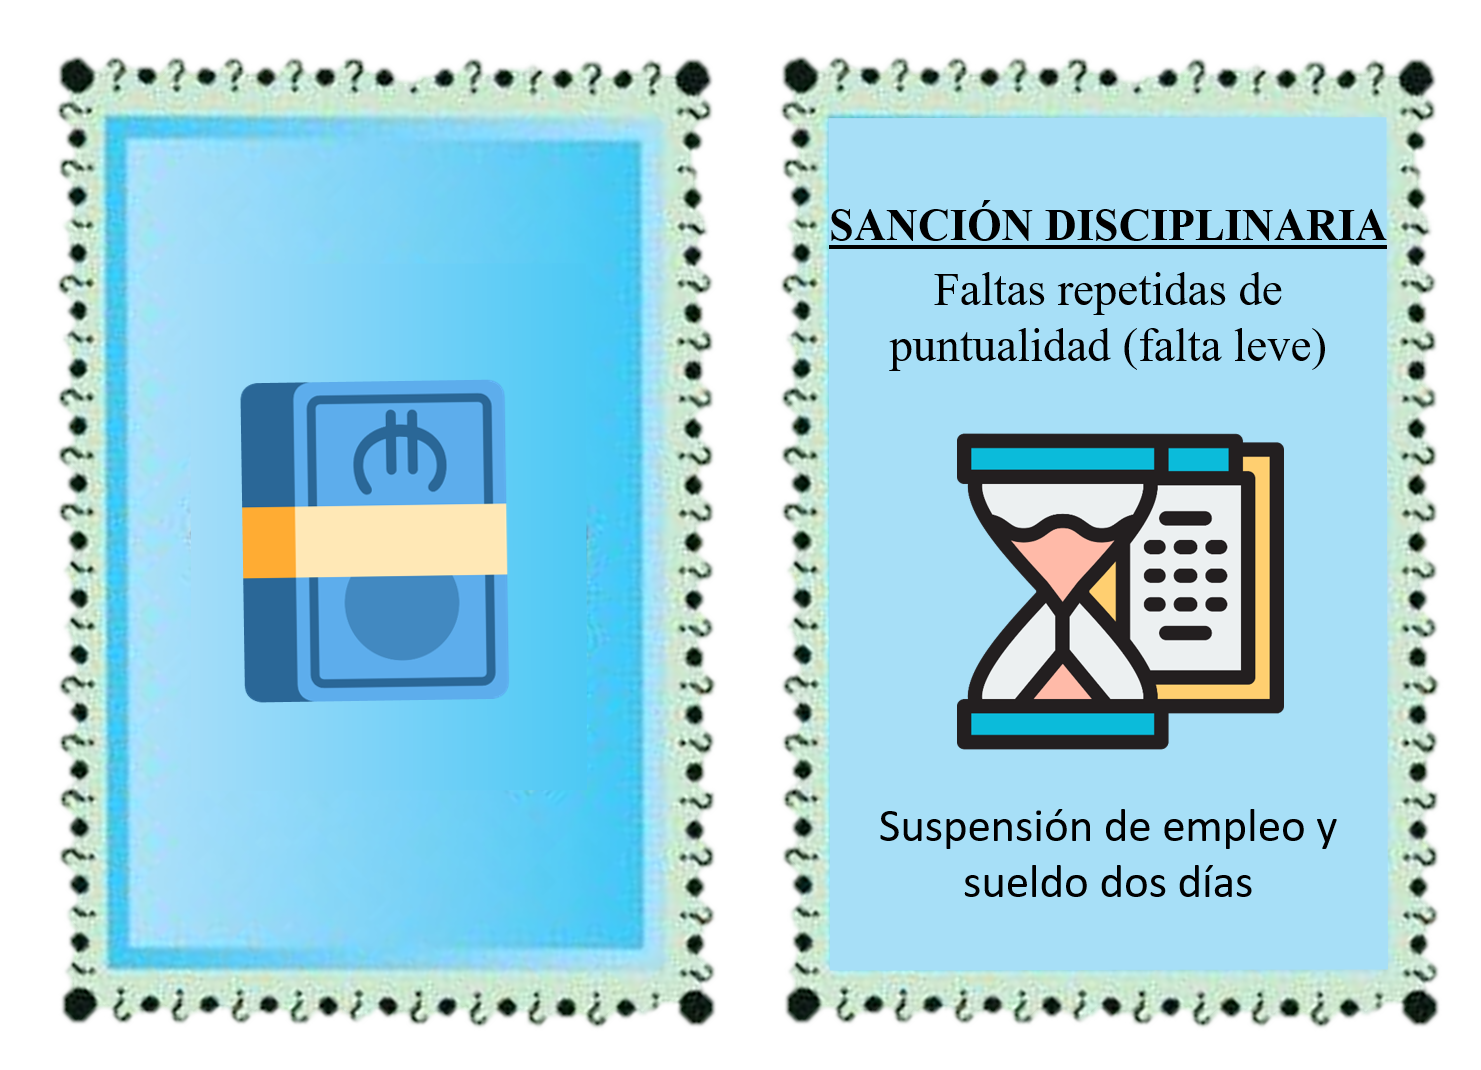 SANCIÓN DISCIPLINARIA
Faltas repetidas de
puntualidad (falta leve)
Suspensión de empleo y
sueldo dos días